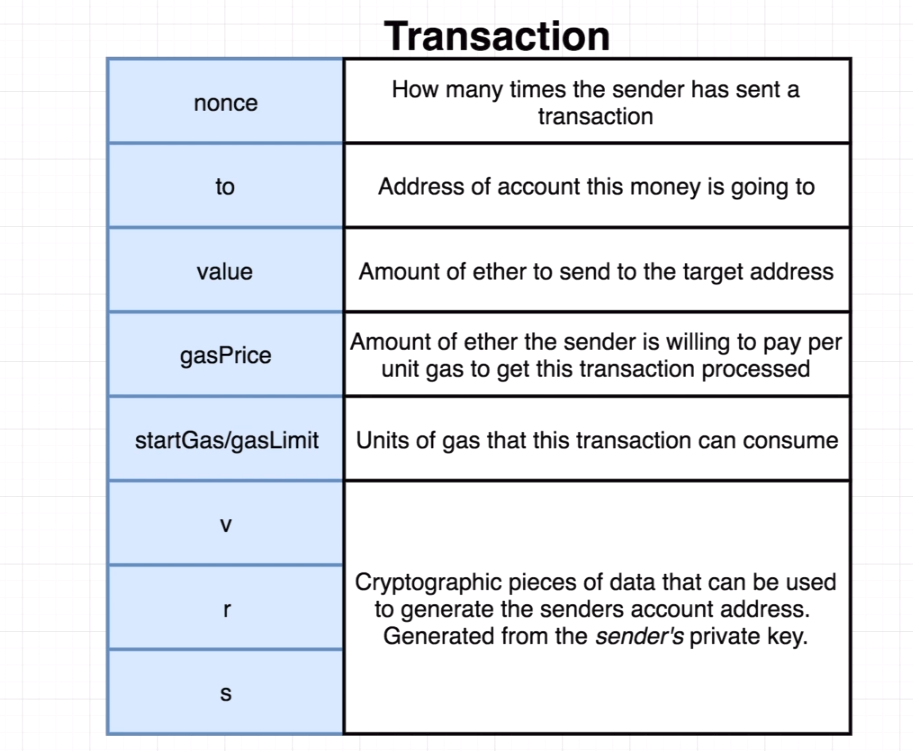 Transaction
nonce
How many times the sender has sent a
transaction
to
Address of account this money is going to
value
Amount of ether to send to the target address
gasPrice
Amount of ether the sender is willing to pay per
unit gas to get this transaction processed
startGas/gasLimit
Units of gas that this transaction can consume
v
r
s
Cryptographic pieces of data that can be used
to generate the senders account address.
Generated from the sender's private key.